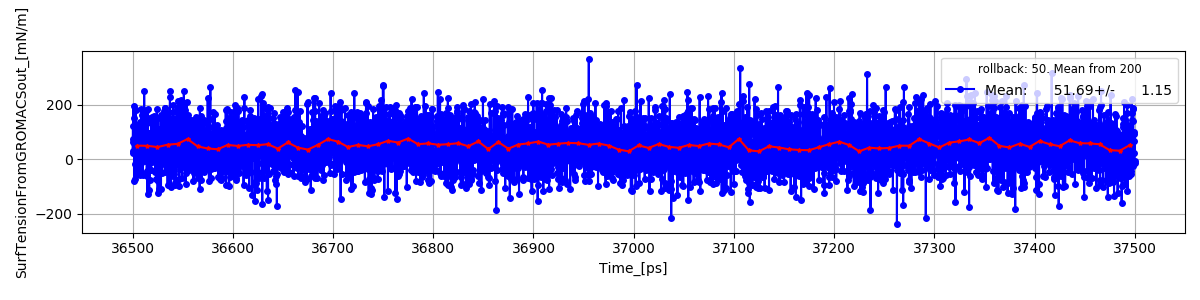 SurfTensionFromGROMACSout_[mN/m]
200
0
−200
rollback: 50. Mean from 200
Mean: 51.69+/- 1.15
36500 36600 36700 36800 36900 37000 37100 37200 37300 37400 37500
Time_[ps]